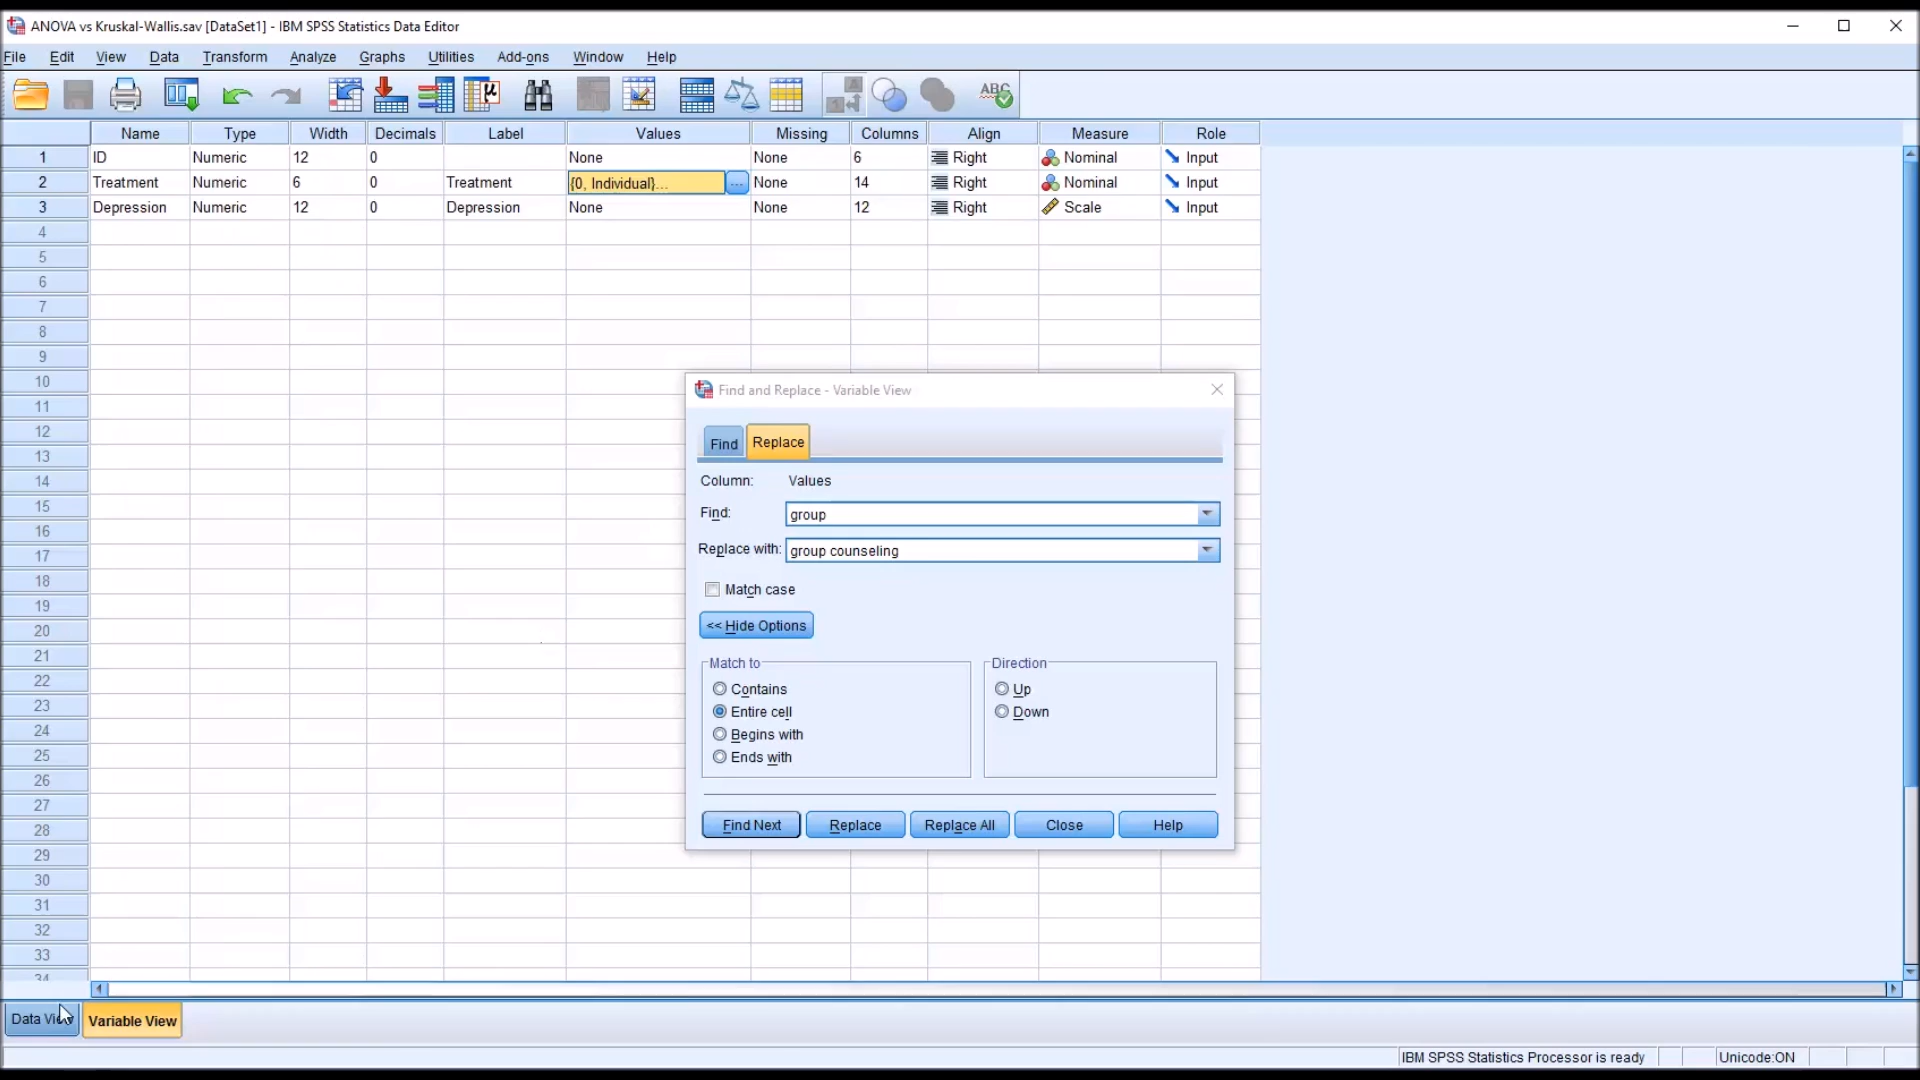 ANOVA vs Kruskal-Wallis.sav [DataSet1] - IBM SPSS Statistics Data Editor
File Edit View Data Transform Analyze Graphs Utilities Add-ons Window Help
Name Type Width Decimals Label Values Missing Columns Align Measure Role
1 ID Numeric 12 0 None None 6 Right Nominal Input
2 Treatment Numeric 6 0 Treatment {0, Individual}... ... None 14 Right Nominal Input
3 Depression Numeric 12 0 Depression None None 12 Right Scale Input
4
5
6
7
8
9
10
11
12
13
14
15
16
17
18
19
20
21
22
23
24
25
26
27
28
29
30
31
32
33
34
Find and Replace - Variable View
Find Replace
Column: Values
Find: group
Replace with: group counseling
Match case
<< Hide Options
Match to
Contains
Entire cell
Begins with
Ends with
Direction
Up
Down
Find Next Replace Replace All Close Help
Data View Variable View
IBM SPSS Statistics Processor is ready Unicode:ON